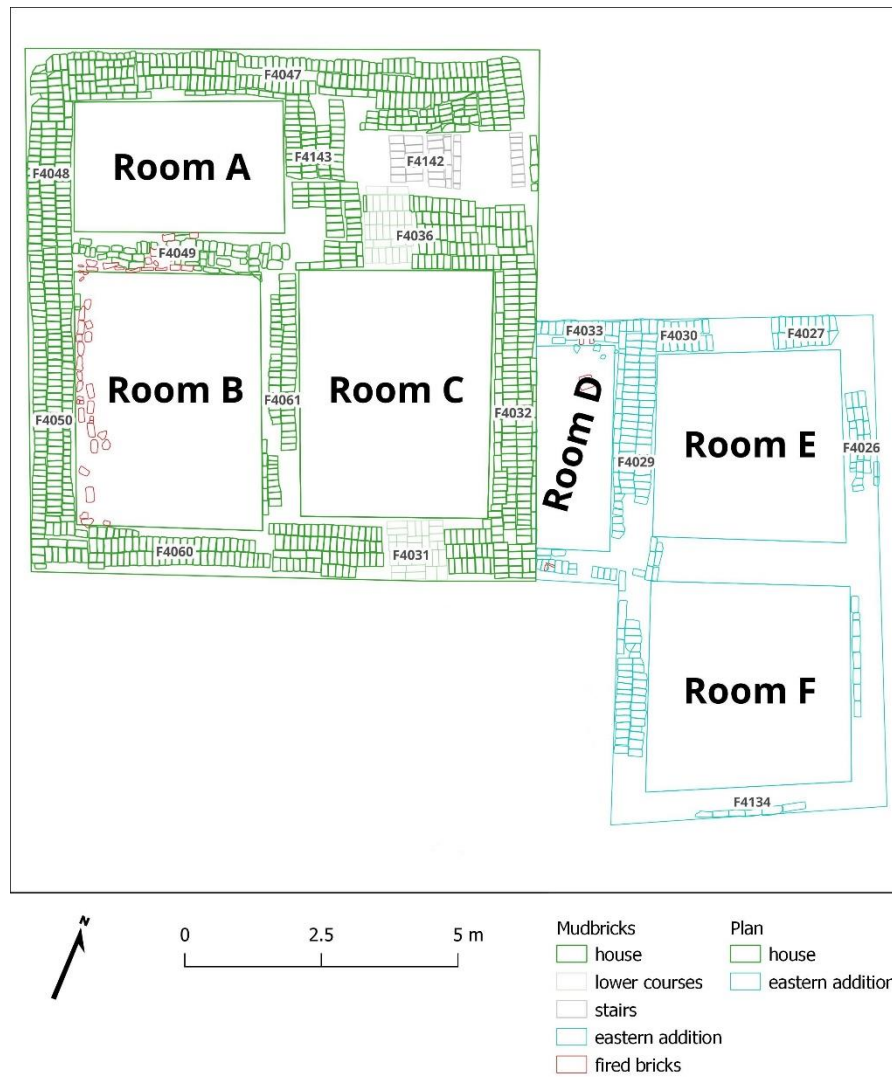 F4047
Room A
F4143
F4142
F4048
F4036
F4049
F4033
F4030
F4027
Room B
Room C
Room D
Room E
F4061
F4050
F4032
F4029
F4026
F4060
F4031
Room F
F4134
N
0
2.5
5 m
Mudbricks
house
lower courses
stairs
eastern addition
fired bricks
Plan
house
eastern addition